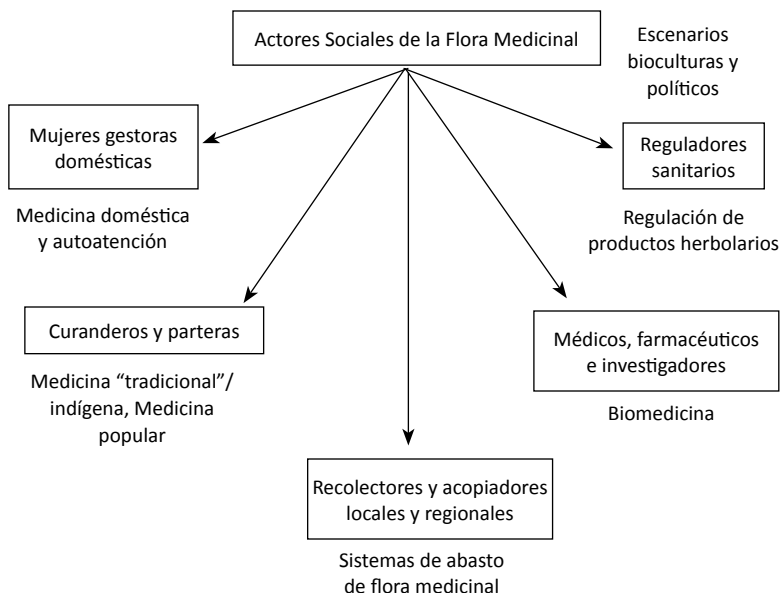 Actores Sociales de la Flora Medicinal
Escenarios
bioculturas y
políticos
Mujeres gestoras
domésticas
Medicina doméstica
y autoatención
Reguladores
sanitarios
Regulación de
productos herbolarios
Curanderos y parteras
Medicina “tradicional”/
indígena, Medicina
popular
Médicos, farmacéuticos
e investigadores
Biomedicina
Recolectores y acopiadores
locales y regionales
Sistemas de abasto
de flora medicinal